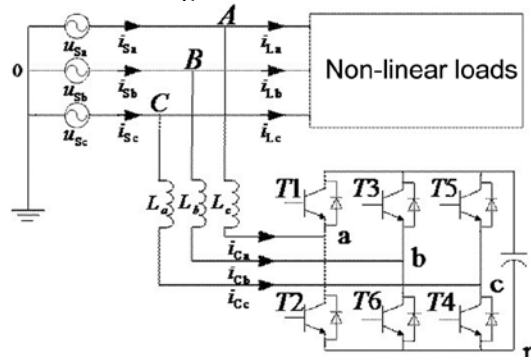 A
u_Sa i_Sa i_La
0 B Non-linear loads
u_Sb i_Sb i_Lb
C
u_Sc i_Sc i_Lc
T1 T3 T5
L_a L_b L_c
a
i_Ca b
i_Cb c
i_Cc T2 T6 T4
n